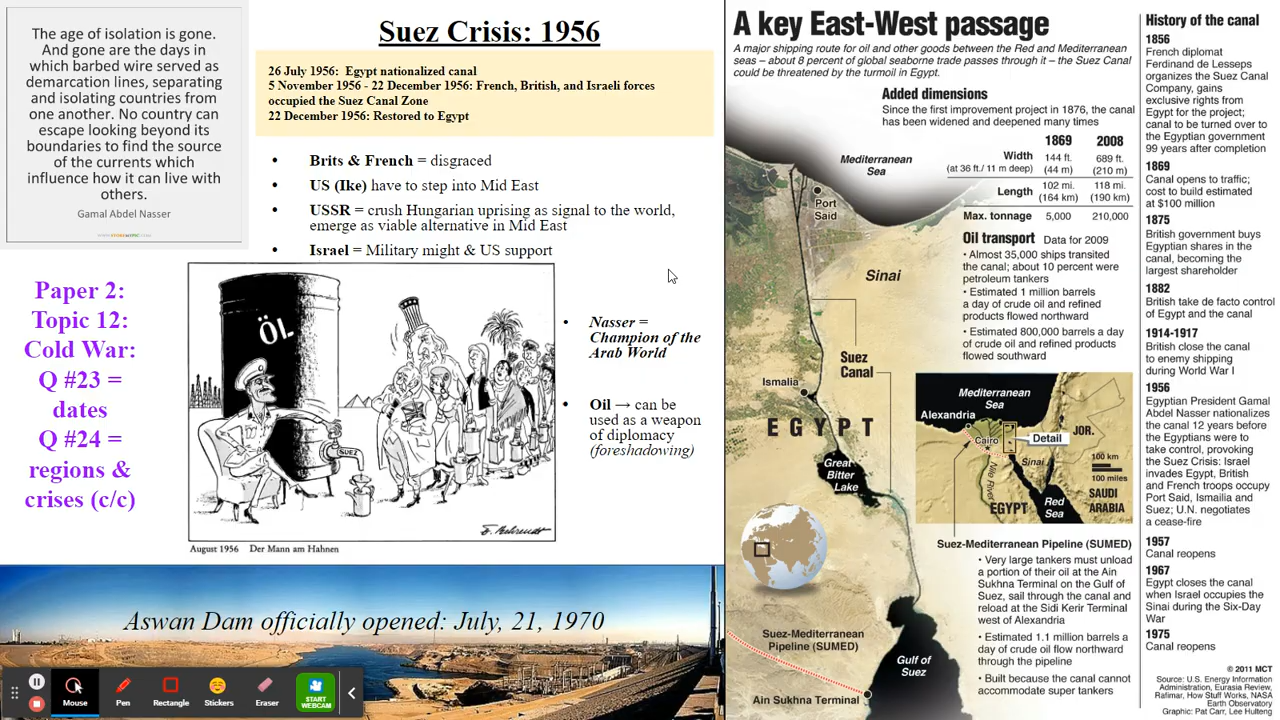 The age of isolation is gone.
And gone are the days in
which barbed wire served as
demarcation lines, separating
and isolating countries from
one another. No country can
escape looking beyond its
boundaries to find the source
of the currents which
influence how it can live with
others.
Gamal Abdel Nasser
Suez Crisis: 1956
26 July 1956: Egypt nationalized canal
5 November 1956 - 22 December 1956: French, British, and Israeli forces
occupied the Suez Canal Zone
22 December 1956: Restored to Egypt
• Brits & French = disgraced
• US (Ike) have to step into Mid East
• USSR = crush Hungarian uprising as signal to the world,
emerge as viable alternative in Mid East
• Israel = Military might & US support
Paper 2:
Topic 12:
Cold War:
Q #23 =
dates
Q #24 =
regions &
crises (c/c)
ÖL
SUEZ
August 1956 Der Mann am Hahnen
• Nasser =
Champion of the
Arab World
• Oil → can be
used as a weapon
of diplomacy
(foreshadowing)
Aswan Dam officially opened: July, 21, 1970
Mouse
Pen
Rectangle
Stickers
Eraser
START
WEBCAM
A key East-West passage
A major shipping route for oil and other goods between the Red and Mediterranean
seas – about 8 percent of global seaborne trade passes through it – the Suez Canal
could be threatened by the turmoil in Egypt.
Added dimensions
Since the first improvement project in 1876, the canal
has been widened and deepened many times
1869 2008
Width 144 ft. 689 ft.
(at 36 ft./ 11 m deep) (44 m) (210 m)
Length 102 mi. 118 mi.
(164 km) (190 km)
Max. tonnage 5,000 210,000
Oil transport Data for 2009
• Almost 35,000 ships transited
the canal; about 10 percent were
petroleum tankers
• Estimated 1 million barrels
a day of crude oil and refined
products flowed northward
• Estimated 800,000 barrels a day
of crude oil and refined products
flowed southward
Mediterranean
Sea
Port
Said
Sinai
Suez
Canal
Ismalia
EGYPT
Great
Bitter
Lake
Mediterranean
Sea
Alexandria
Cairo
Detail
JOR.
Sinai
Nile River
100 km
100 miles
EGYPT
Red
Sea
SAUDI
ARABIA
Suez-Mediterranean Pipeline (SUMED)
• Very large tankers must unload
a portion of their oil at the Ain
Sukhna Terminal on the Gulf of
Suez, sail through the canal and
reload at the Sidi Kerir Terminal
west of Alexandria
• Estimated 1.1 million barrels a
day of crude oil flow northward
through the pipeline
• Built because the canal cannot
accommodate super tankers
Suez-Mediterranean
Pipeline (SUMED)
Gulf of
Suez
Ain Sukhna Terminal
History of the canal
1856
French diplomat
Ferdinand de Lesseps
organizes the Suez Canal
Company, gains
exclusive rights from
Egypt for the project;
canal to be turned over to
the Egyptian government
99 years after completion
1869
Canal opens to traffic;
cost to build estimated
at $100 million
1875
British government buys
Egyptian shares in the
canal, becoming the
largest shareholder
1882
British take de facto control
of Egypt and the canal
1914-1917
British close the canal
to enemy shipping
during World War I
1956
Egyptian President Gamal
Abdel Nasser nationalizes
the canal 12 years before
the Egyptians were to
take control, provoking
the Suez Crisis: Israel
invades Egypt, British
and French troops occupy
Port Said, Ismailia and
Suez; U.N. negotiates
a cease-fire
1957
Canal reopens
1967
Egypt closes the canal
when Israel occupies the
Sinai during the Six-Day
War
1975
Canal reopens
© 2011 MCT
Source: U.S. Energy Information
Administration, Eurasia Review,
Rafimar, How Stuff Works, NASA
Earth Observatory
Graphic: Pat Carr, Lee Hulteng